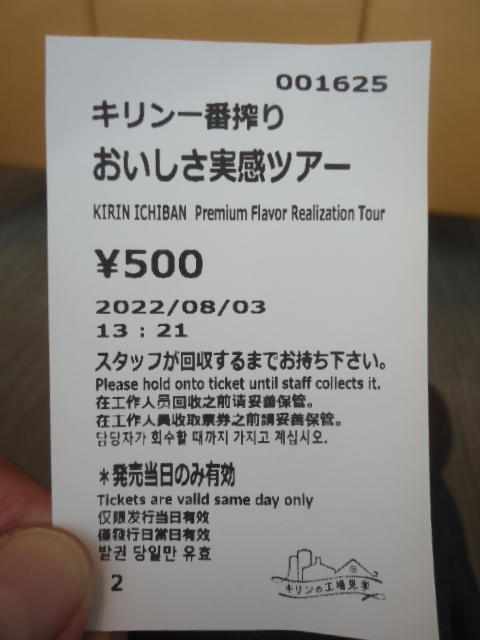 001625
キリン一番搾り
おいしさ実感ツアー
KIRIN ICHIBAN Premium Flavor Realization Tour
¥500
2022/08/03
13 : 21
スタッフが回収するまでお持ち下さい。
Please hold onto ticket until staff collects it.
在工作人员回收之前请妥善保管。
在工作人員收取票券之前請妥善保管。
담당자가 회수할 때까지 가지고 계십시오.
*発売当日のみ有効
Tickets are valid same day only
仅限发行当日有效
僅發行日當日有效
발권 당일만 유효
2
キリンの工場見学